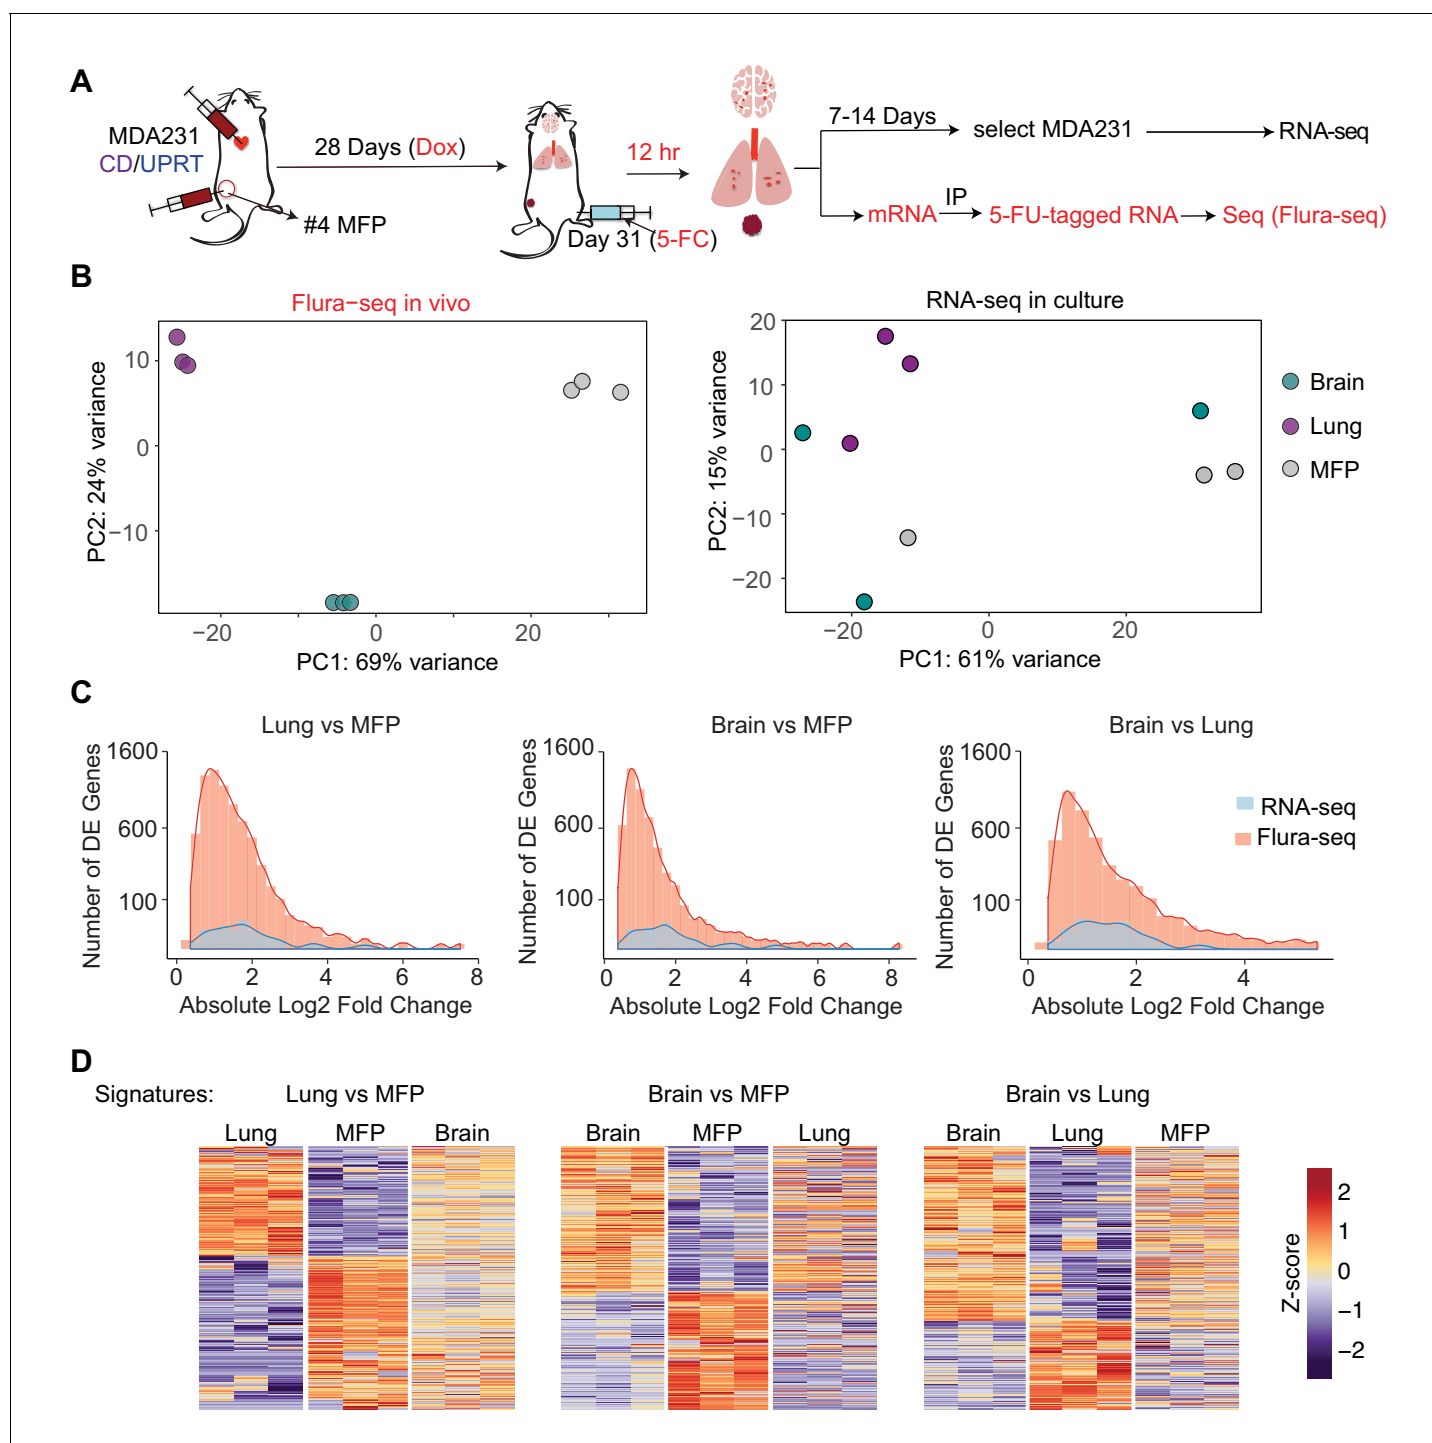 A
MDA231
CD/UPRT
28 Days (Dox)
#4 MFP
12 hr
Day 31 (5-FC)
7-14 Days
select MDA231
RNA-seq
mRNA
IP
5-FU-tagged RNA
Seq (Flura-seq)
B
Flura−seq in vivo
PC2: 24% variance
10
0
−10
−20
0
20
PC1: 69% variance
RNA-seq in culture
PC2: 15% variance
20
10
0
−10
−20
−20
0
20
PC1: 61% variance
Brain
Lung
MFP
C
Lung vs MFP
Number of DE Genes
1600
600
100
0
2
4
6
8
Absolute Log2 Fold Change
Brain vs MFP
Number of DE Genes
1600
600
100
0
2
4
6
8
Absolute Log2 Fold Change
Brain vs Lung
Number of DE Genes
1600
600
100
0
2
4
Absolute Log2 Fold Change
RNA-seq
Flura-seq
D
Signatures:
Lung vs MFP
Lung
MFP
Brain
Brain vs MFP
Brain
MFP
Lung
Brain vs Lung
Brain
Lung
MFP
Z-score
2
1
0
−1
−2